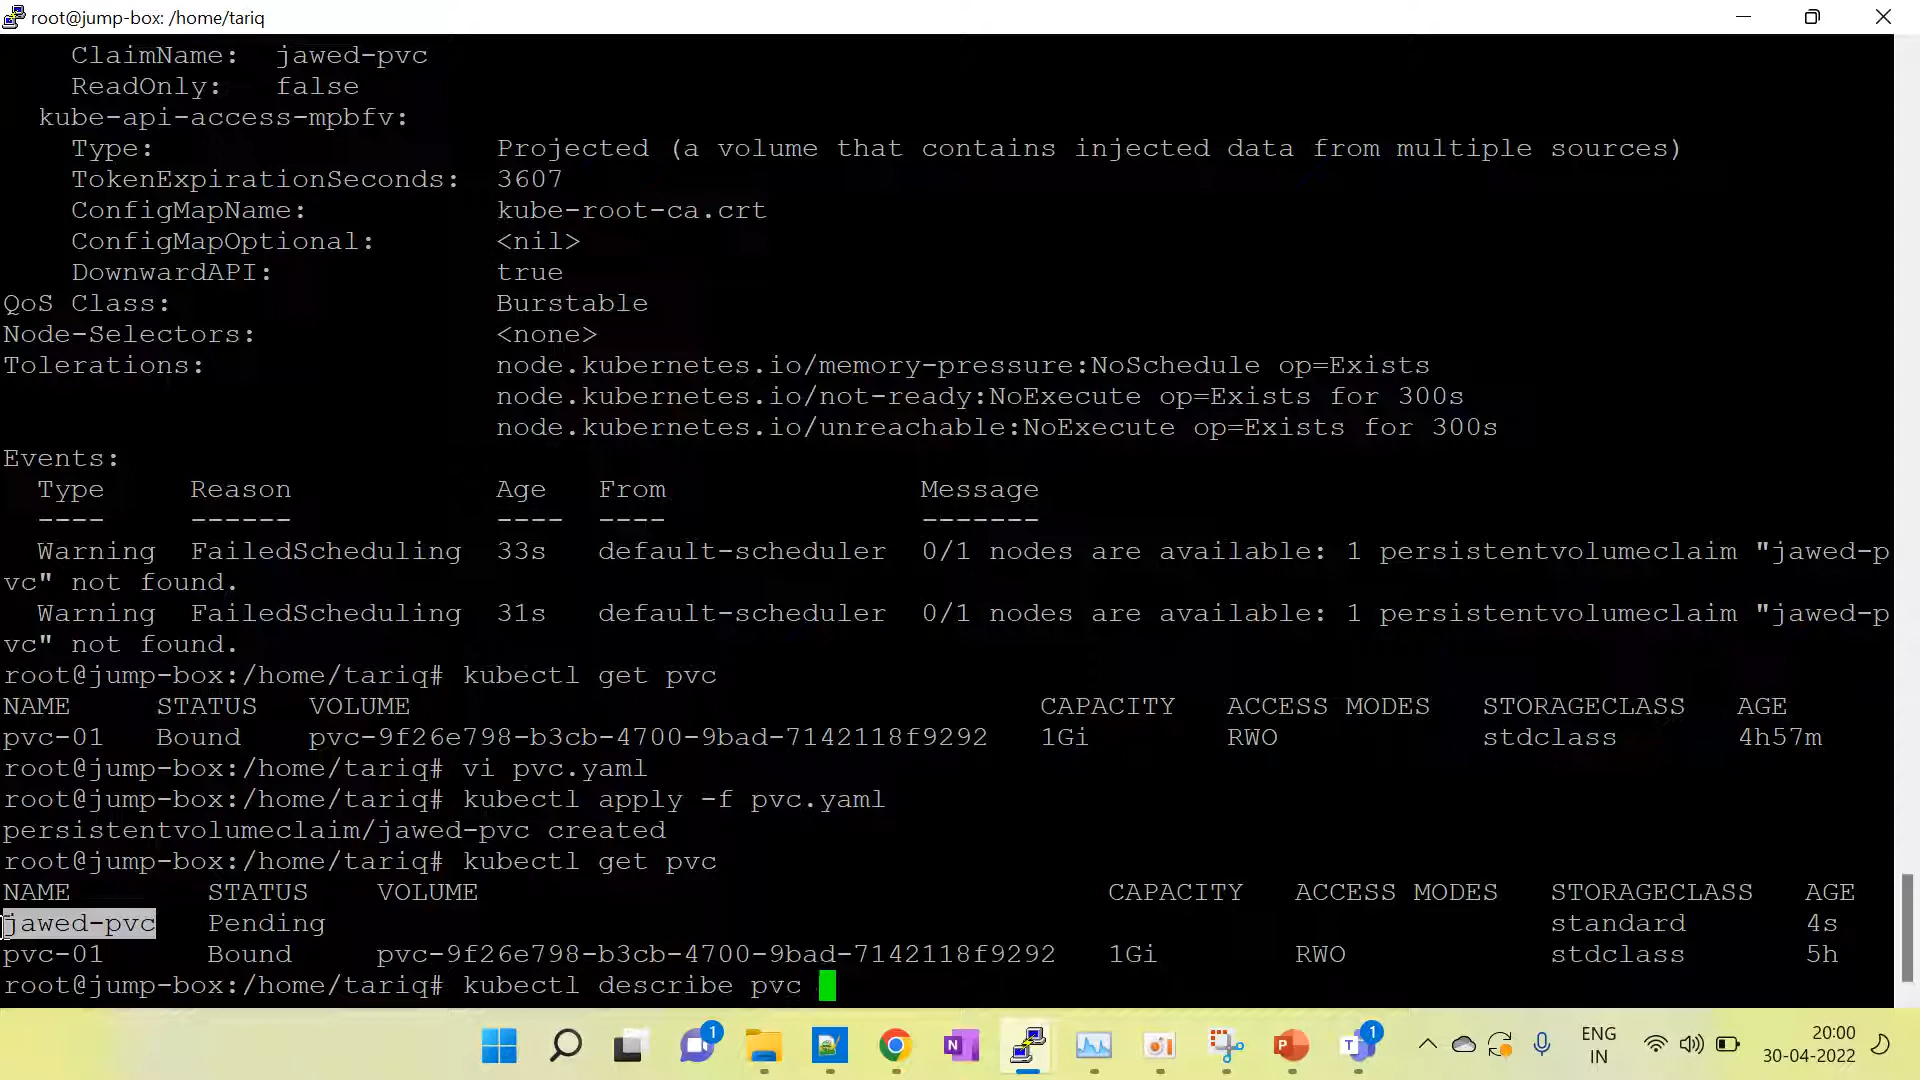 root@jump-box: /home/tariq
ClaimName: jawed-pvc
ReadOnly: false
kube-api-access-mpbfv:
Type: Projected (a volume that contains injected data from multiple sources)
TokenExpirationSeconds: 3607
ConfigMapName: kube-root-ca.crt
ConfigMapOptional: <nil>
DownwardAPI: true
QoS Class: Burstable
Node-Selectors: <none>
Tolerations: node.kubernetes.io/memory-pressure:NoSchedule op=Exists
node.kubernetes.io/not-ready:NoExecute op=Exists for 300s
node.kubernetes.io/unreachable:NoExecute op=Exists for 300s
Events:
Type Reason Age From Message
---- ------ ---- ---- -------
Warning FailedScheduling 33s default-scheduler 0/1 nodes are available: 1 persistentvolumeclaim "jawed-p
vc" not found.
Warning FailedScheduling 31s default-scheduler 0/1 nodes are available: 1 persistentvolumeclaim "jawed-p
vc" not found.
root@jump-box:/home/tariq# kubectl get pvc
NAME STATUS VOLUME CAPACITY ACCESS MODES STORAGECLASS AGE
pvc-01 Bound pvc-9f26e798-b3cb-4700-9bad-7142118f9292 1Gi RWO stdclass 4h57m
root@jump-box:/home/tariq# vi pvc.yaml
root@jump-box:/home/tariq# kubectl apply -f pvc.yaml
persistentvolumeclaim/jawed-pvc created
root@jump-box:/home/tariq# kubectl get pvc
NAME STATUS VOLUME CAPACITY ACCESS MODES STORAGECLASS AGE
jawed-pvc Pending standard 4s
pvc-01 Bound pvc-9f26e798-b3cb-4700-9bad-7142118f9292 1Gi RWO stdclass 5h
root@jump-box:/home/tariq# kubectl describe pvc
1
N
P
T
1
ENG
IN
20:00
30-04-2022